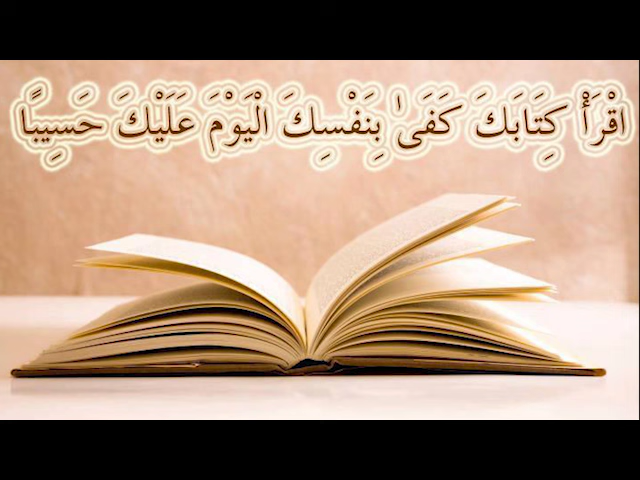 اقْرَأْ كِتَابَكَ كَفَىٰ بِنَفْسِكَ الْيَوْمَ عَلَيْكَ حَسِيبًا